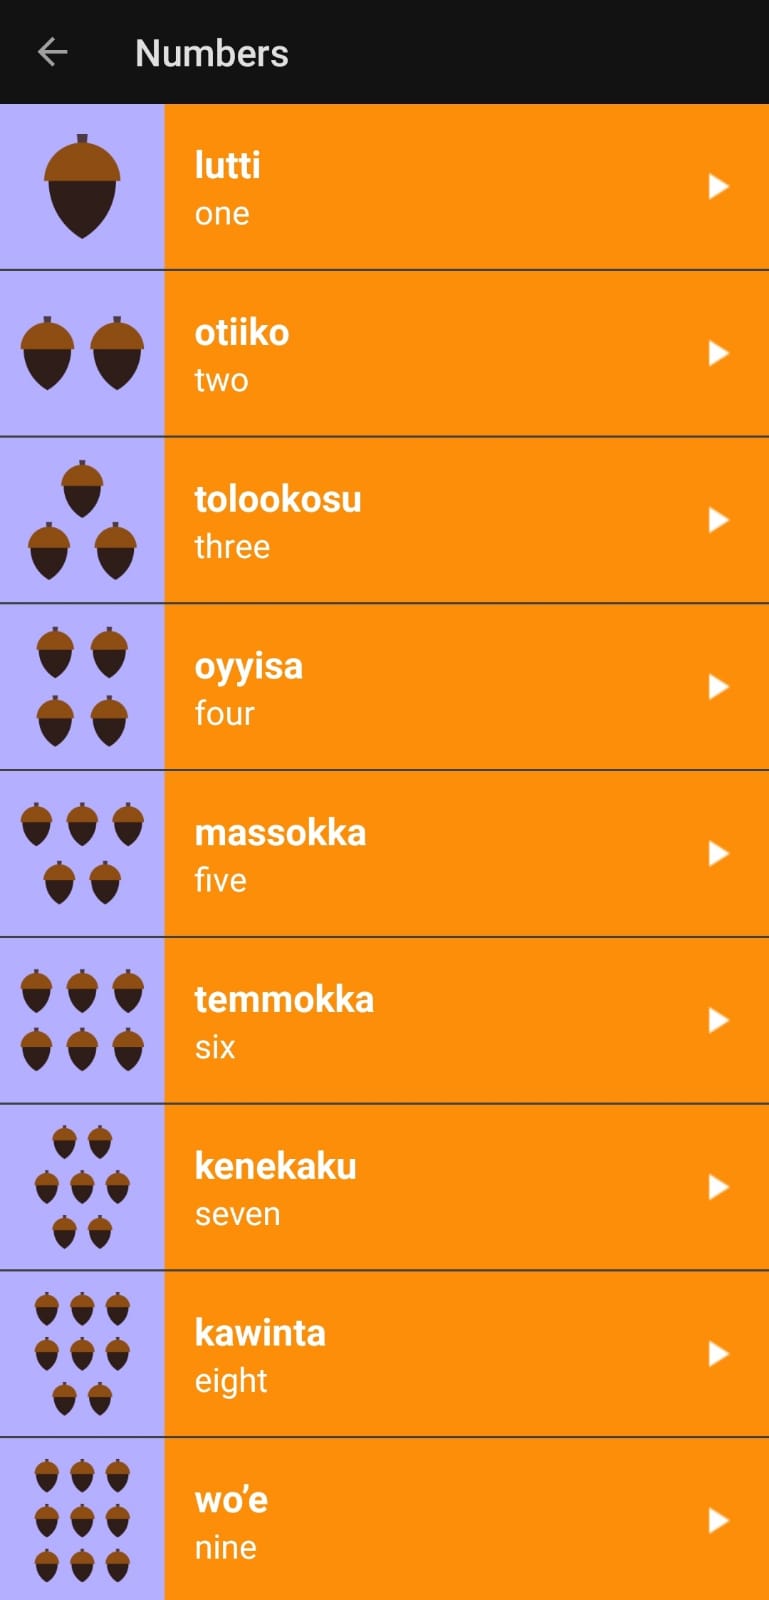 Numbers
lutti
one
otiiko
two
tolookosu
three
oyyisa
four
massokka
five
temmokka
six
kenekaku
seven
kawinta
eight
wo’e
nine